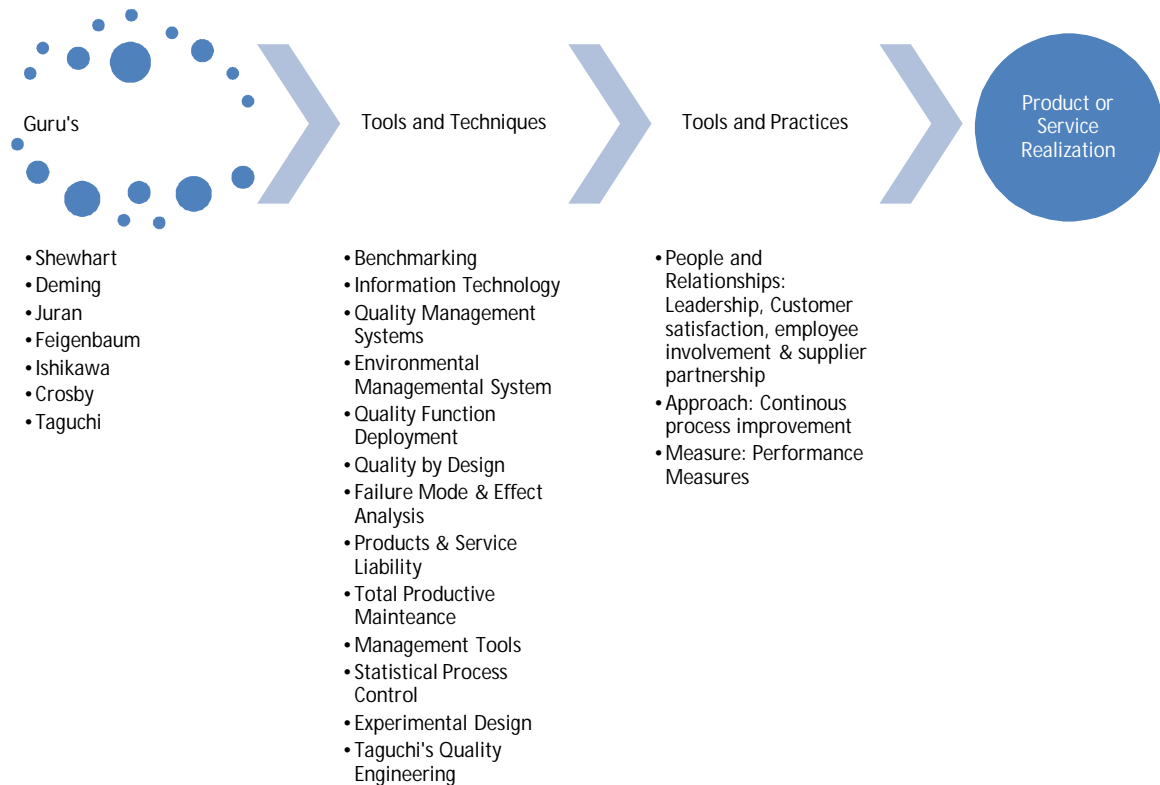 Guru's
Tools and Techniques
Tools and Practices
Product or
Service
Realization
• Shewhart
• Deming
• Juran
• Feigenbaum
• Ishikawa
• Crosby
• Taguchi
• Benchmarking
• Information Technology
• Quality Management
Systems
• Environmental
Managemental System
• Quality Function
Deployment
• Quality by Design
• Failure Mode & Effect
Analysis
• Products & Service
Liability
• Total Productive
Mainteance
• Management Tools
• Statistical Process
Control
• Experimental Design
• Taguchi's Quality
Engineering
• People and
Relationships:
Leadership, Customer
satisfaction, employee
involvement & supplier
partnership
• Approach: Continous
process improvement
• Measure: Performance
Measures